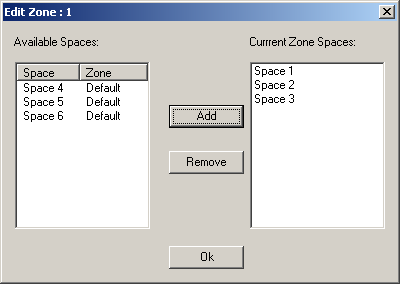 Edit Zone : 1
Available Spaces:
Currrent Zone Spaces:
Space Zone
Space 4 Default
Space 5 Default
Space 6 Default
Space 1
Space 2
Space 3
Add
Remove
Ok